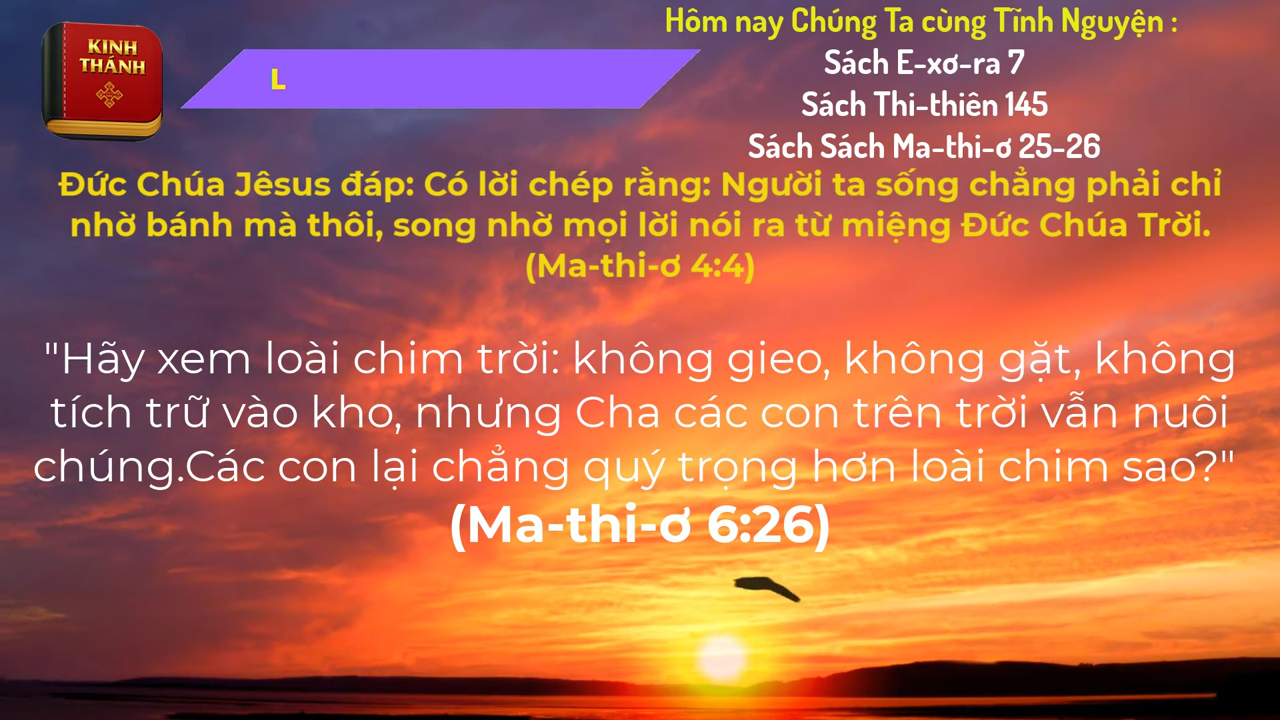 KINH
THÁNH
L
Hôm nay Chúng Ta cùng Tĩnh Nguyện :
Sách E-xơ-ra 7
Sách Thi-thiên 145
Sách Sách Ma-thi-ơ 25-26
Đức Chúa Jêsus đáp: Có lời chép rằng: Người ta sống chẳng phải chỉ
nhờ bánh mà thôi, song nhờ mọi lời nói ra từ miệng Đức Chúa Trời.
(Ma-thi-ơ 4:4)
"Hãy xem loài chim trời: không gieo, không gặt, không
tích trữ vào kho, nhưng Cha các con trên trời vẫn nuôi
chúng.Các con lại chẳng quý trọng hơn loài chim sao?"
(Ma-thi-ơ 6:26)